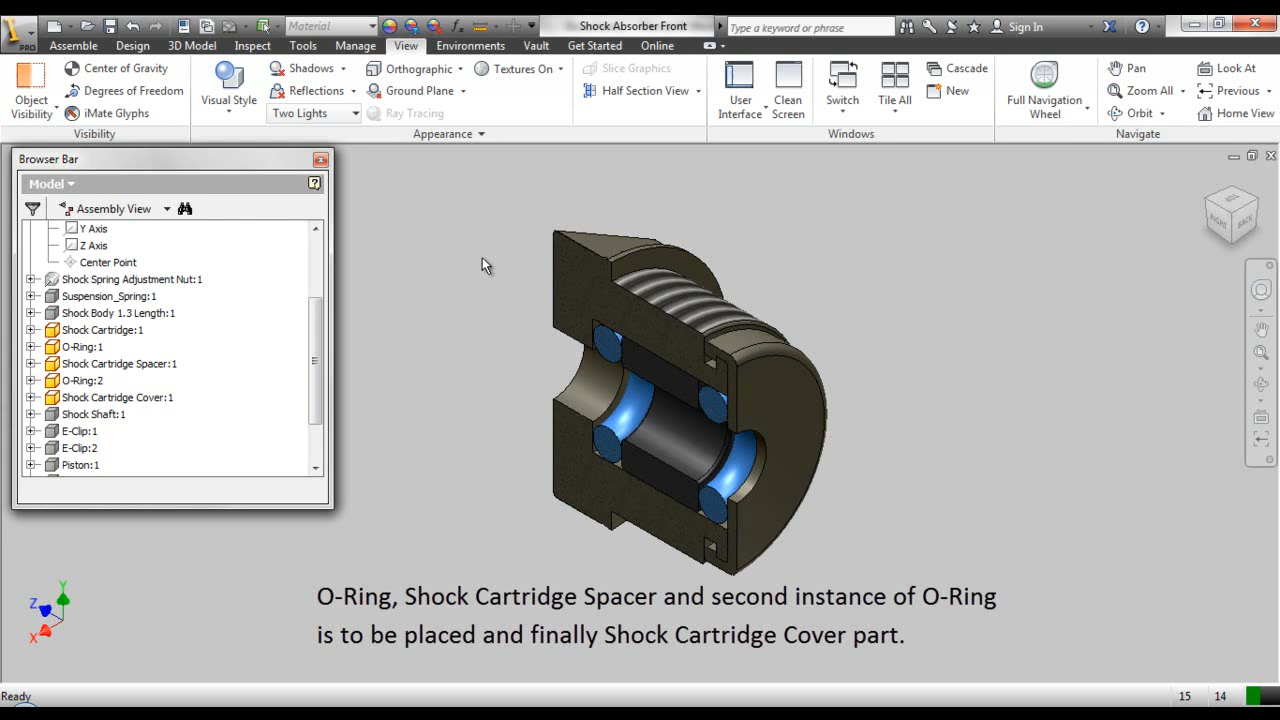 PRO
Material
Shock Absorber Front
Type a keyword or phrase
Sign In
Assemble
Design
3D Model
Inspect
Tools
Manage
View
Environments
Vault
Get Started
Online
Object Visibility
Center of Gravity
Degrees of Freedom
iMate Glyphs
Visibility
Visual Style
Shadows
Reflections
Two Lights
Orthographic
Ground Plane
Ray Tracing
Textures On
Appearance
Slice Graphics
Half Section View
User Interface
Clean Screen
Switch
Tile All
Cascade
New
Windows
Full Navigation Wheel
Pan
Zoom All
Orbit
Look At
Previous
Home View
Navigate
Browser Bar
Model
Assembly View
Y Axis
Z Axis
Center Point
Shock Spring Adjustment Nut:1
Suspension_Spring:1
Shock Body 1.3 Length:1
Shock Cartridge:1
O-Ring:1
Shock Cartridge Spacer:1
O-Ring:2
Shock Cartridge Cover:1
Shock Shaft:1
E-Clip:1
E-Clip:2
Piston:1
RIGHT
BACK
Y
Z
X
O-Ring, Shock Cartridge Spacer and second instance of O-Ring
is to be placed and finally Shock Cartridge Cover part.
Ready
15
14